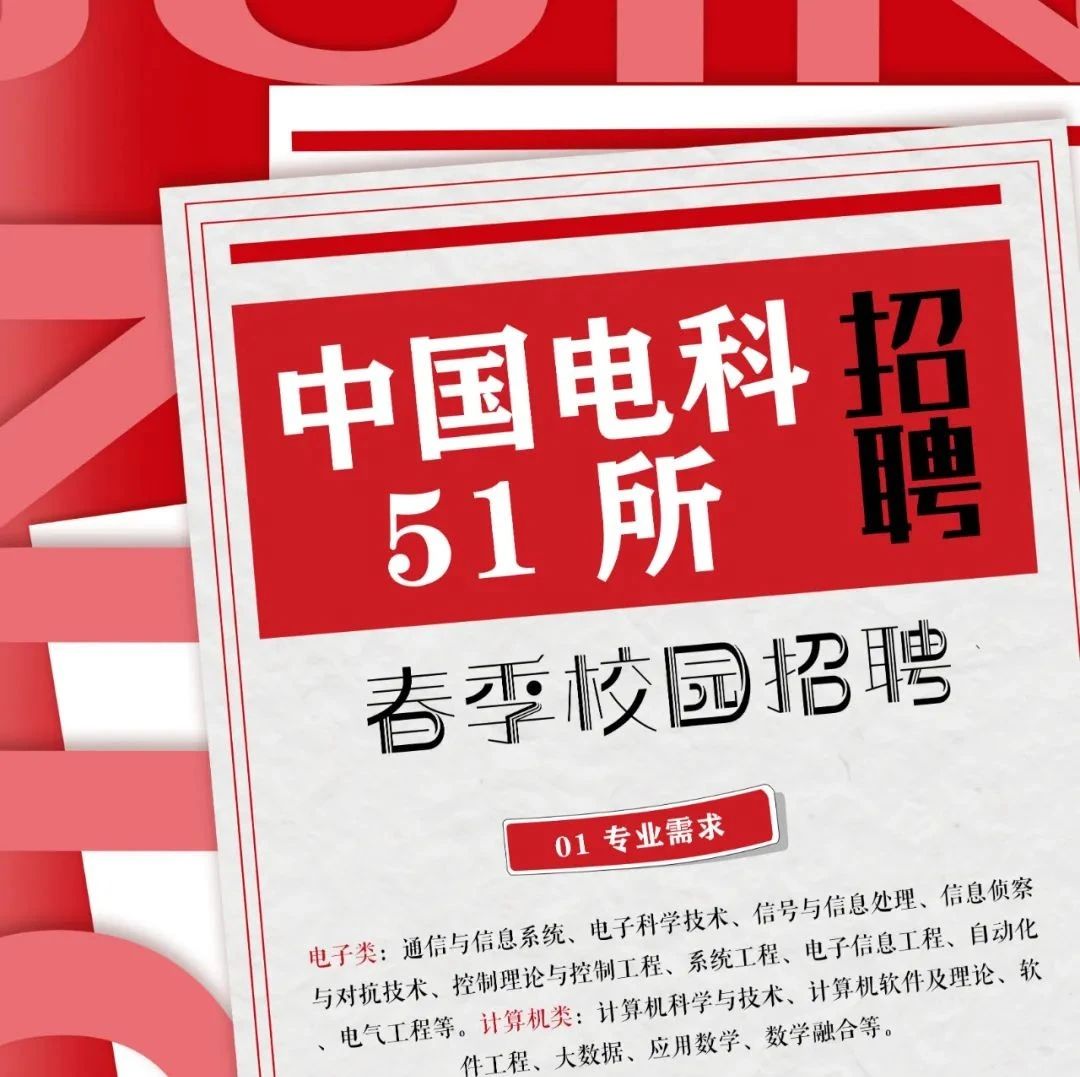 JOIN
中国电科
51 所
招聘
春季校园招聘
01 专业需求
电子类：通信与信息系统、电子科学技术、信号与信息处理、信息侦察
与对抗技术、控制理论与控制工程、系统工程、电子信息工程、自动化
、电气工程等。计算机类：计算机科学与技术、计算机软件及理论、软
件工程、大数据、应用数学、数学融合等。